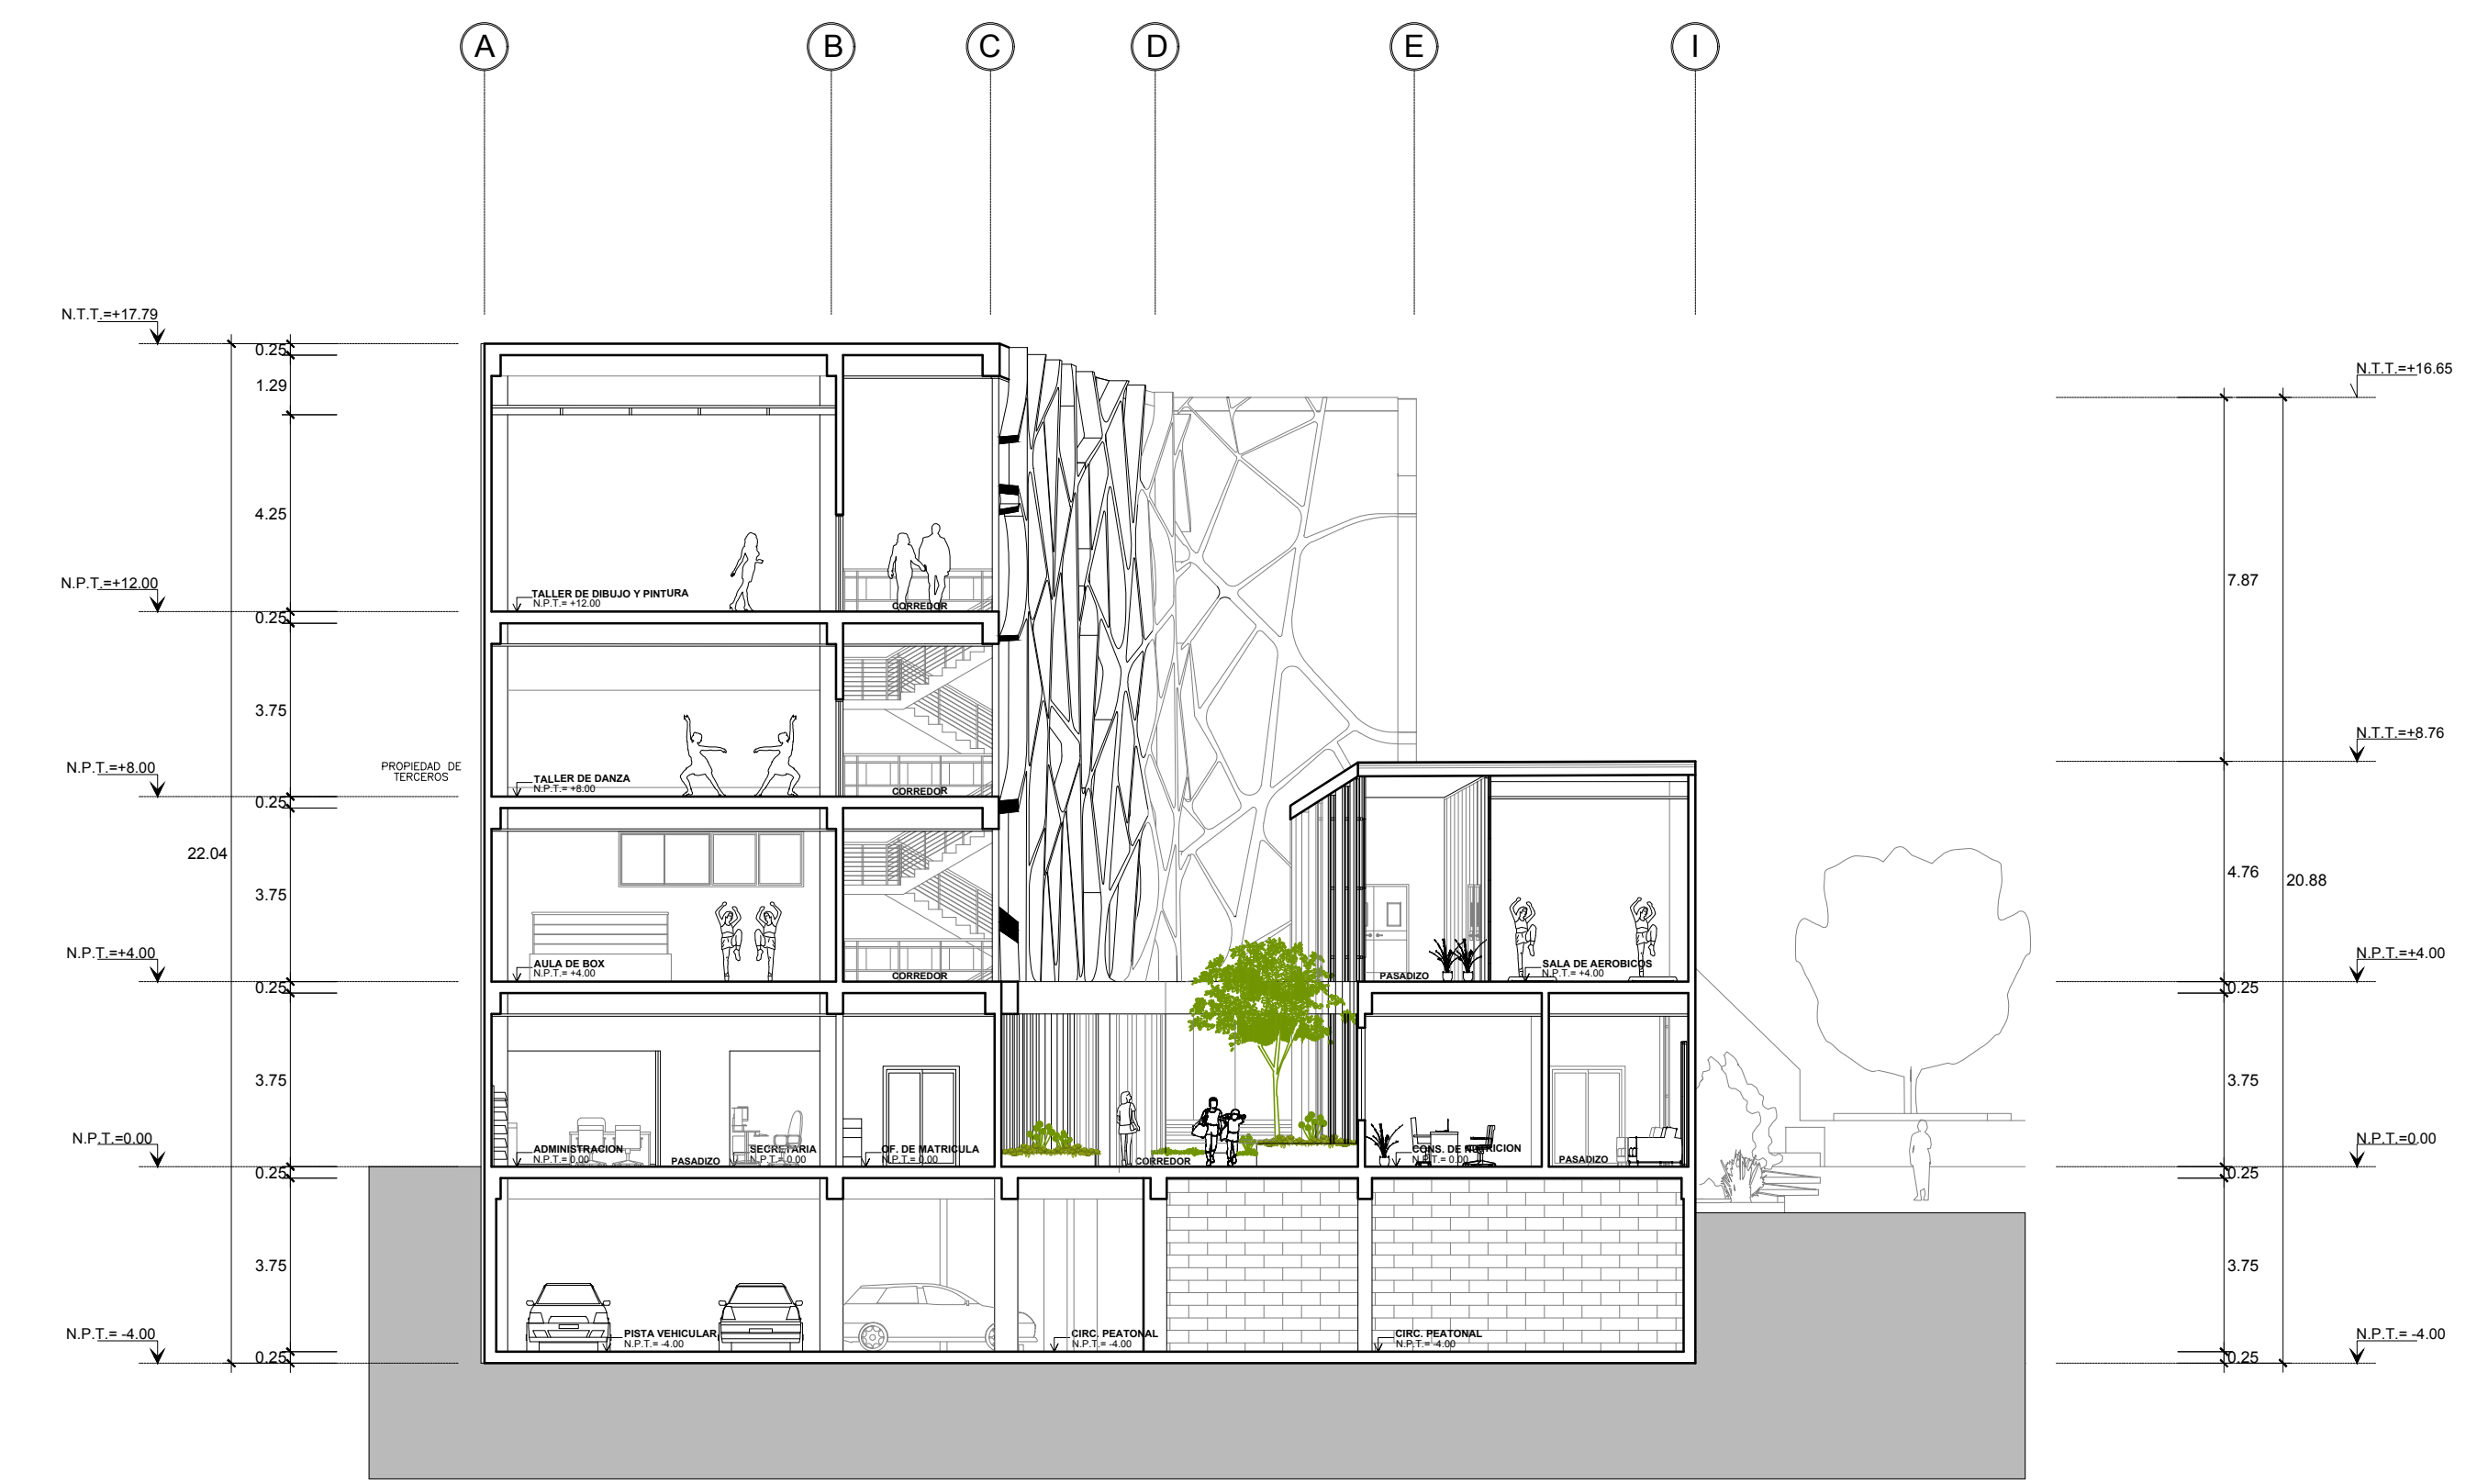 A
B
C
D
E
I
N.T.T.=+17.79
0.25
1.29
4.25
N.P.T.=+12.00
0.25
3.75
N.P.T.=+8.00
0.25
22.04
3.75
N.P.T.=+4.00
0.25
3.75
N.P.T.=0.00
0.25
3.75
N.P.T.= -4.00
0.25
PROPIEDAD DE
TERCEROS
TALLER DE DIBUJO Y PINTURA
N.P.T.= +12.00
CORREDOR
TALLER DE DANZA
N.P.T.= +8.00
CORREDOR
AULA DE BOX
N.P.T.= +4.00
CORREDOR
PASADIZO
SALA DE AEROBICOS
N.P.T.= +4.00
ADMINISTRACION
N.P.T.= 0.00
PASADIZO
SECRETARIA
N.P.T.= 0.00
OF. DE MATRICULA
N.P.T.= 0.00
CORREDOR
CONS. DE NUTRICION
N.P.T.= 0.00
PASADIZO
PISTA VEHICULAR
N.P.T.= -4.00
CIRC. PEATONAL
N.P.T.= -4.00
CIRC. PEATONAL
N.P.T.= -4.00
N.T.T.=+16.65
7.87
N.T.T.=+8.76
4.76
20.88
N.P.T.=+4.00
0.25
3.75
N.P.T.=0.00
0.25
3.75
N.P.T.= -4.00
0.25